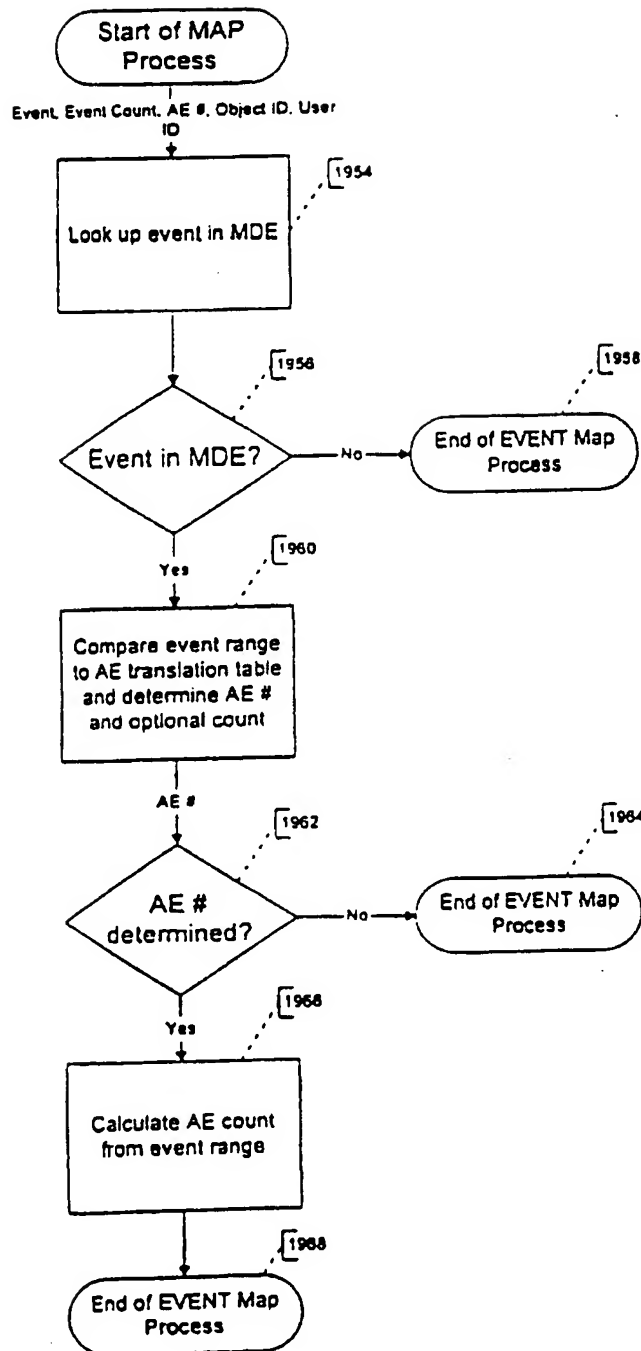 Start of MAP
Process
Event, Event Count, AE #, Object ID, User
ID
1954
Look up event in MDE
1956
1958
Event in MDE?
No
End of EVENT Map
Process
Yes
1960
Compare event range
to AE translation table
and determine AE #
and optional count
AE #
1962
1964
AE #
determined?
No
End of EVENT Map
Process
Yes
1966
Calculate AE count
from event range
1968
End of EVENT Map
Process